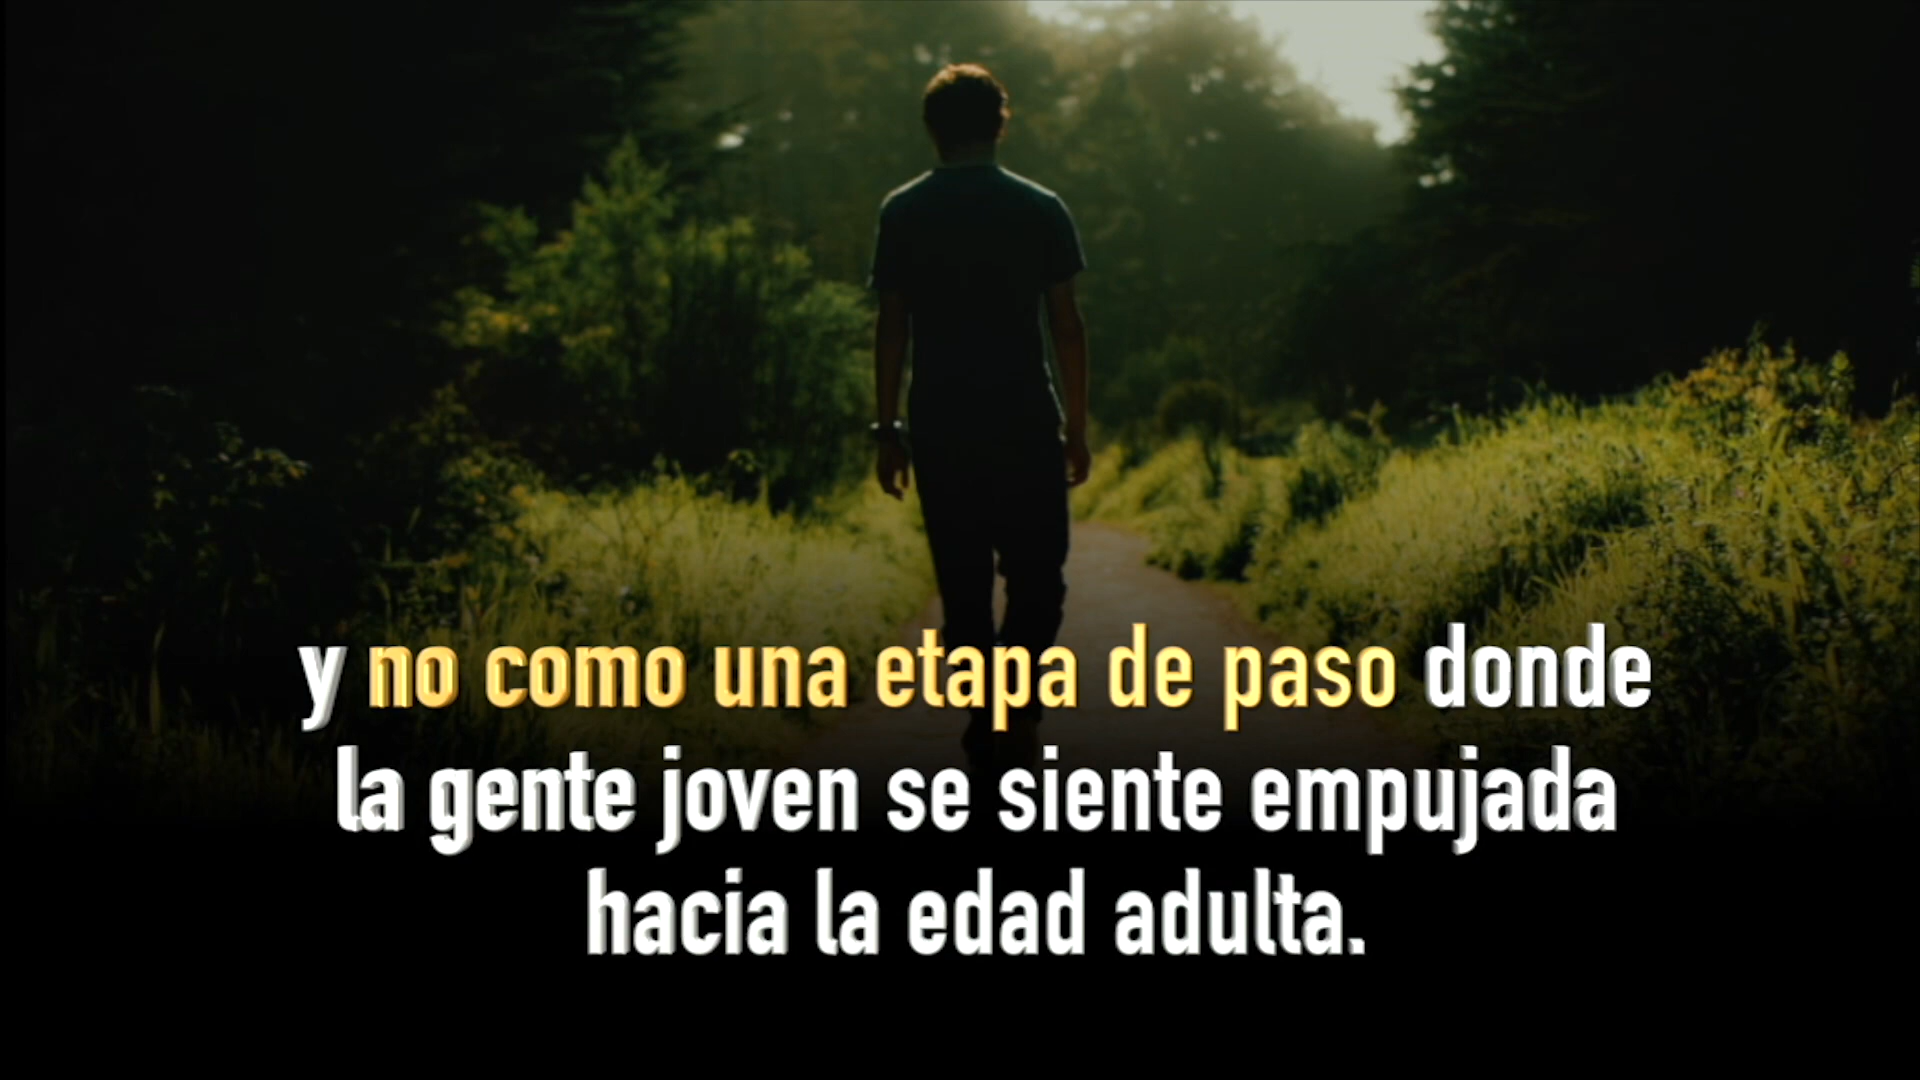 y no como una etapa de paso donde
la gente joven se siente empujada
hacia la edad adulta.